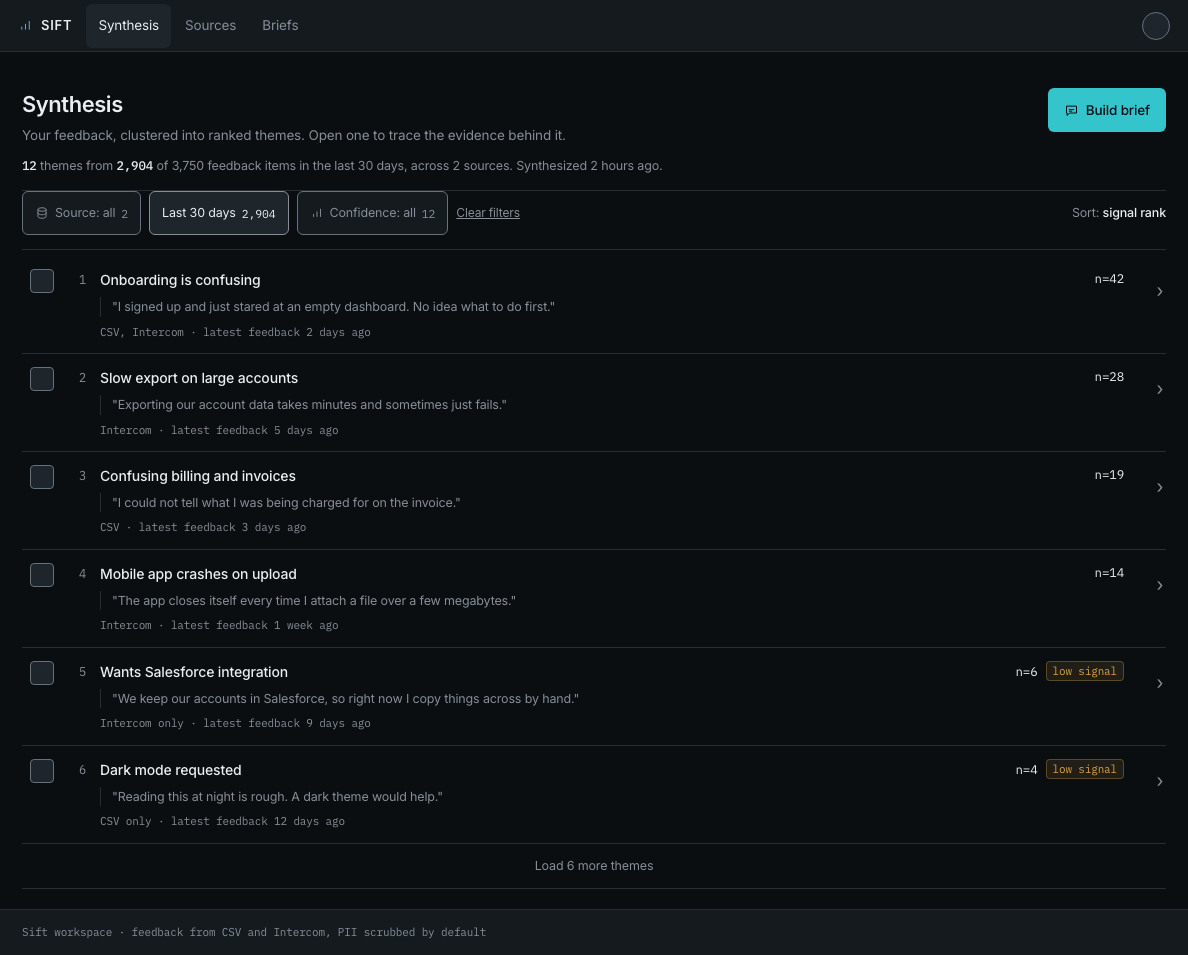 SIFT Synthesis Sources Briefs
Synthesis
Build brief
Your feedback, clustered into ranked themes. Open one to trace the evidence behind it.
12 themes from 2,904 of 3,750 feedback items in the last 30 days, across 2 sources. Synthesized 2 hours ago.
Source: all 2 Last 30 days 2,904 Confidence: all 12 Clear filters Sort: signal rank
1 Onboarding is confusing n=42
"I signed up and just stared at an empty dashboard. No idea what to do first."
CSV, Intercom · latest feedback 2 days ago
2 Slow export on large accounts n=28
"Exporting our account data takes minutes and sometimes just fails."
Intercom · latest feedback 5 days ago
3 Confusing billing and invoices n=19
"I could not tell what I was being charged for on the invoice."
CSV · latest feedback 3 days ago
4 Mobile app crashes on upload n=14
"The app closes itself every time I attach a file over a few megabytes."
Intercom · latest feedback 1 week ago
5 Wants Salesforce integration n=6 low signal
"We keep our accounts in Salesforce, so right now I copy things across by hand."
Intercom only · latest feedback 9 days ago
6 Dark mode requested n=4 low signal
"Reading this at night is rough. A dark theme would help."
CSV only · latest feedback 12 days ago
Load 6 more themes
Sift workspace · feedback from CSV and Intercom, PII scrubbed by default